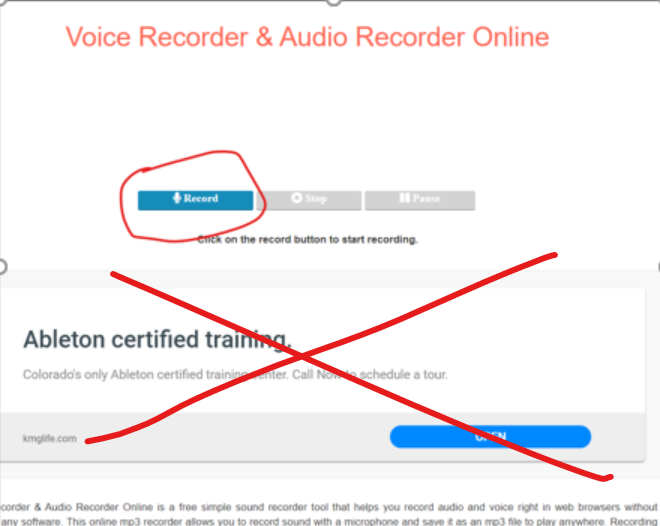 Voice Recorder & Audio Recorder Online
Record Stop Pause
Click on the record button to start recording.
Ableton certified training.
Colorado's only Ableton certified training center. Call Now to schedule a tour.
kmglife.com
OPEN
corder & Audio Recorder Online is a free simple sound recorder tool that helps you record audio and voice right in web browsers without
any software. This online mp3 recorder allows you to record sound with a microphone and save it as an mp3 file to play anywhere. Recording